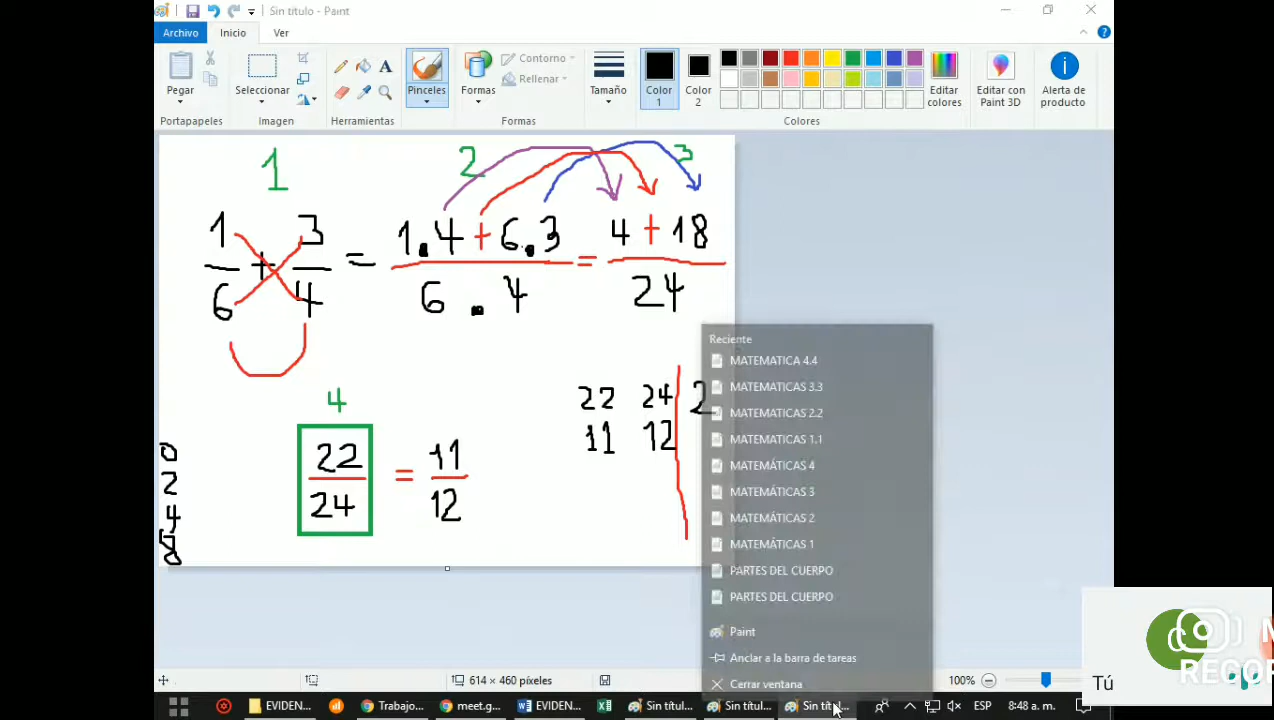 Sin título - Paint
Archivo Inicio Ver
Pegar
Seleccionar
A
Pinceles
Formas
Contorno
Rellenar
Tamaño
Color 1
Color 2
Editar colores
Editar con Paint 3D
Alerta de producto
Portapapeles Imagen Herramientas Formas Colores
1 2 3
1 3 1.4 + 6.3 4 + 18
+ = =
6 4 6 . 4 24
4
22 24 2
11 12
22 11
=
24 12
0
2
4
8
Reciente
MATEMATICA 4.4
MATEMATICAS 3.3
MATEMATICAS 2.2
MATEMATICAS 1.1
MATEMÁTICAS 4
MATEMÁTICAS 3
MATEMÁTICAS 2
MATEMÁTICAS 1
PARTES DEL CUERPO
PARTES DEL CUERPO
Paint
Anclar a la barra de tareas
Cerrar ventana
614 × 460 píxeles
100%
EVIDEN... Trabajo... meet.g... EVIDEN... Sin títul... Sin títul... Sin títul... ESP 8:48 a. m.
C
Tú
RECOR